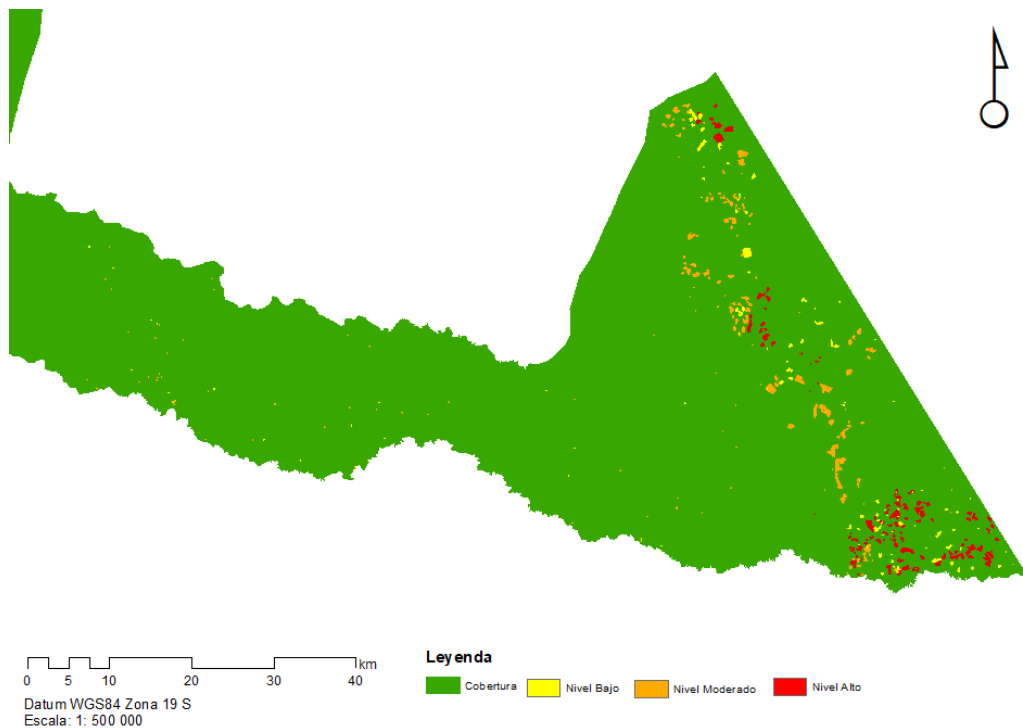 km
0 5 10 20 30 40
Datum WGS84 Zona 19 S
Escala: 1: 500 000
Leyenda
Cobertura Nivel Bajo Nivel Moderado Nivel Alto